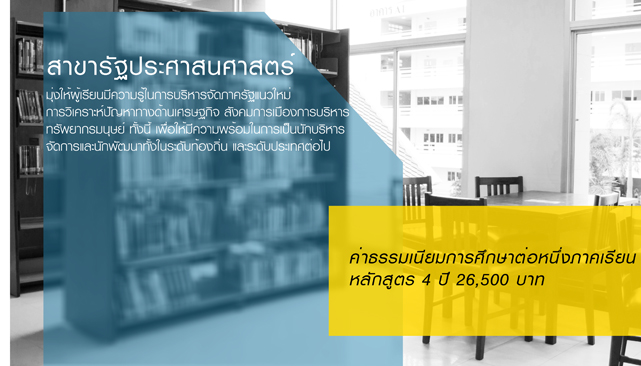 สาขารัฐประศาสนศาสตร์
มุ่งให้ผู้เรียนมีความรู้ในการบริหารจัดภาครัฐแนวใหม่
การวิเคราะห์ปัญหาทางด้านเศรษฐกิจ สังคมการเมืองการบริหาร
ทรัพยากรมนุษย์ ทั้งนี้ เพื่อให้มีความพร้อมในการเป็นนักบริหาร
จัดการและนักพัฒนาทั้งในระดับท้องถิ่น และระดับประเทศต่อไป
ค่าธรรมเนียมการศึกษาต่อหนึ่งภาคเรียน
หลักสูตร 4 ปี 26,500 บาท